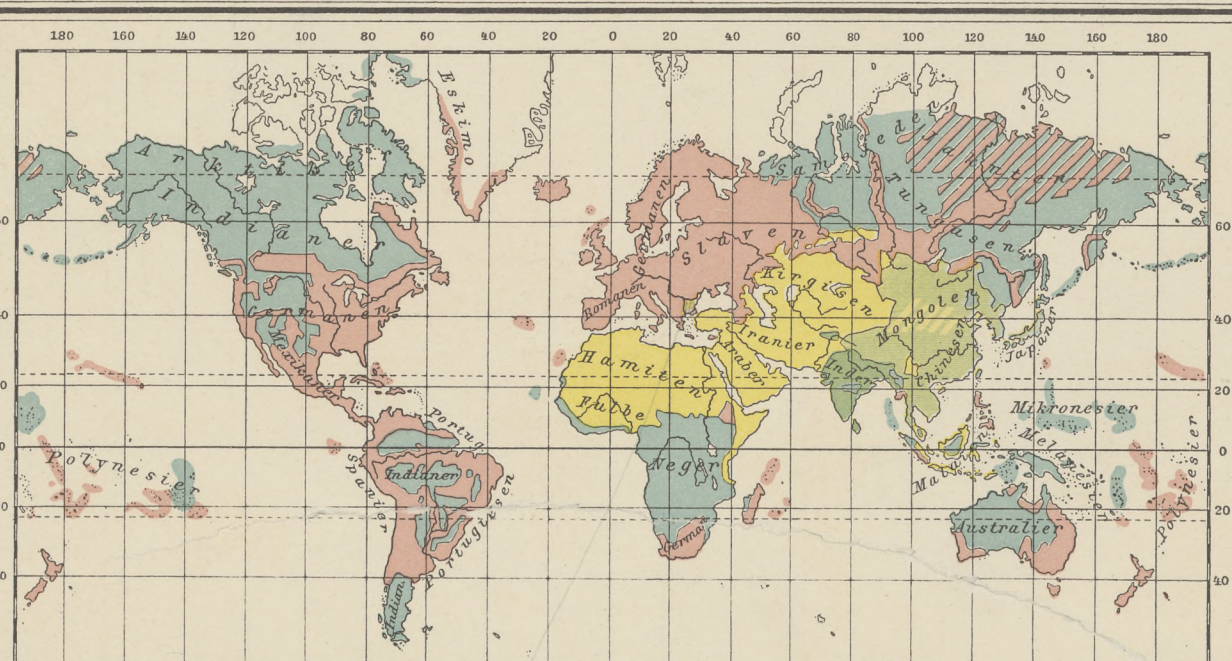 180 160 140 120 100 80 60 40 20 0 20 40 60 80 100 120 140 160 180
Eskimo
Arktiker
Samojeden
Jakuten
Indianer
Tungusen
60
Germanen
Slaven
Kirgisen
Romanen
Mongolen
Germanen
40
Iranier
Japaner
Mexikaner
Hamiten
Araber
Inder
Chinesen
20
Fulbe
Mikronesier
Portug.
Melanesier
0
Polynesier
Indianer
Neger
Spanier
Polynesier
20
Portugiesen
German.
Australier
40
Indian.